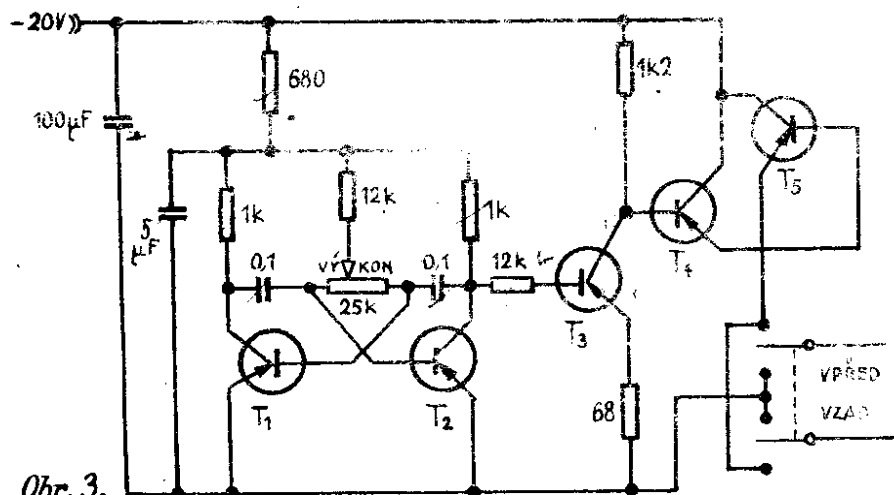 -20V
680
1k2
100μF
5 μF
1k
12k
1k
T5
T4
0,1
VÝKON
0,1
12k
25k
T3
T1
T2
68
VPŘED
VZAD
Obr. 3.